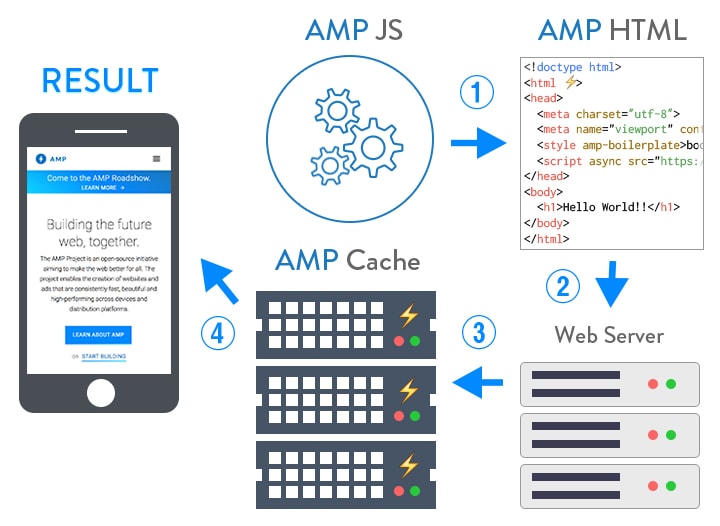 AMP JS
AMP HTML
RESULT
1
<!doctype html>
<html ⚡>
<head>
<meta charset="utf-8">
<meta name="viewport" con
<style amp-boilerplate>boo
<script async src="https:
</head>
<body>
<h1>Hello World!!</h1>
</body>
</html>
AMP
Come to the AMP Roadshow.
LEARN MORE →
Building the future
web, together.
The AMP Project is an open-source initiative
aiming to make the web better for all. The
project enables the creation of websites and
ads that are consistently fast, beautiful and
high-performing across devices and
distribution platforms.
LEARN ABOUT AMP
OR START BUILDING
AMP Cache
2
Web Server
3
4